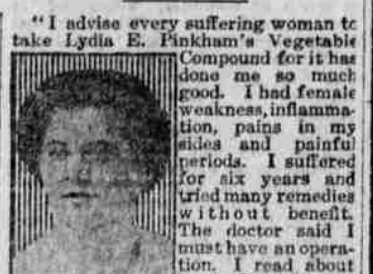 "I advise every suffering woman to
take Lydia E. Pinkham's Vegetable
Compound for it has
done me so much
good. I had female
weakness, inflamma-
tion, pains in my
sides and painful
periods. I suffered
for six years and
tried many remedies
without benefit.
The doctor said I
must have an opera-
tion. I read about